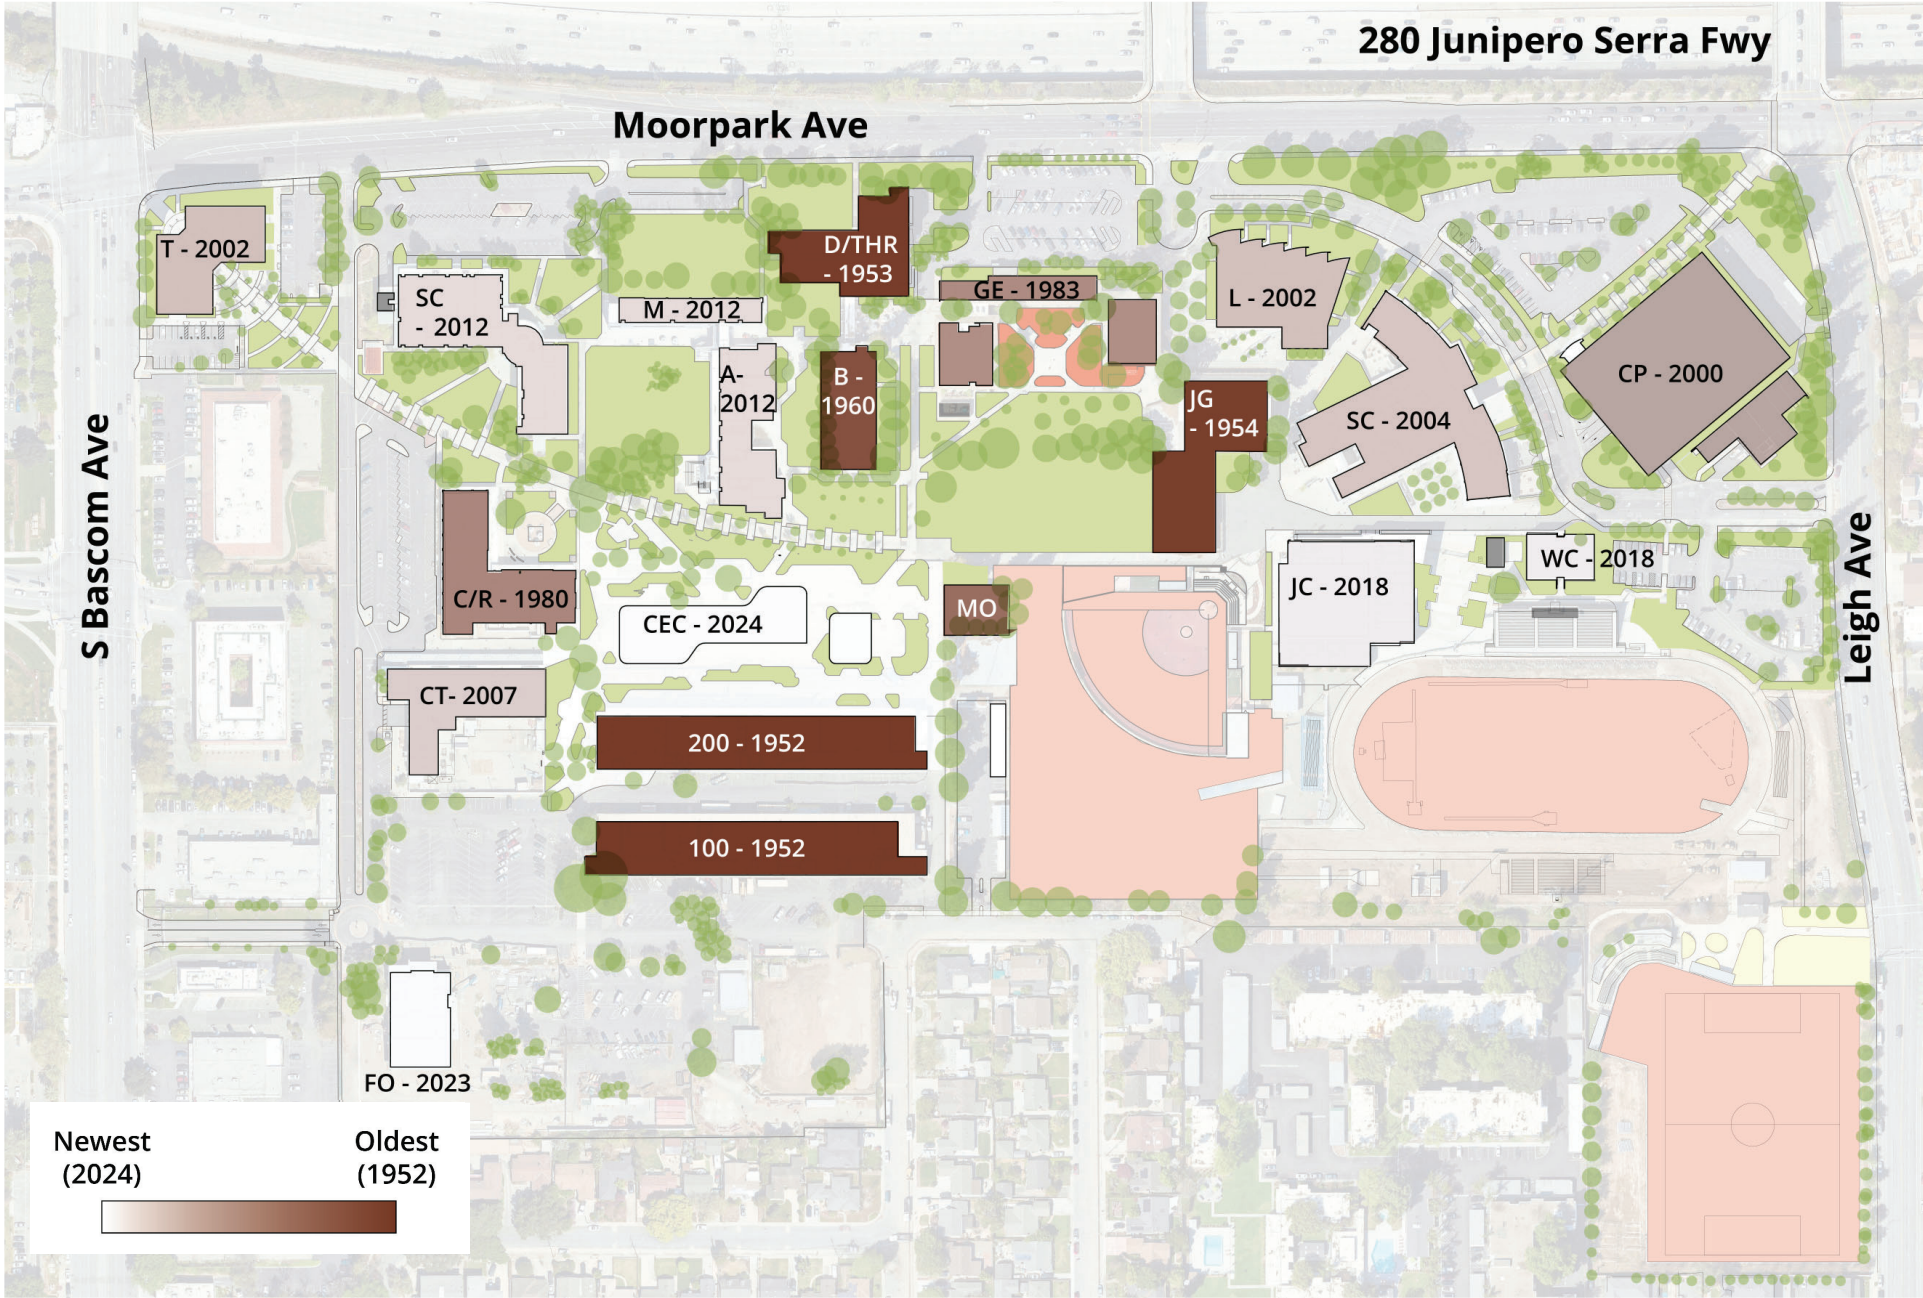 280 Junipero Serra Fwy
Moorpark Ave
S Bascom Ave
Leigh Ave
T - 2002
SC
- 2012
M - 2012
D/THR
- 1953
GE - 1983
L - 2002
A-
2012
B -
1960
JG
- 1954
SC - 2004
CP - 2000
C/R - 1980
CEC - 2024
MO
JC - 2018
WC - 2018
CT- 2007
200 - 1952
100 - 1952
FO - 2023
Newest
(2024)
Oldest
(1952)